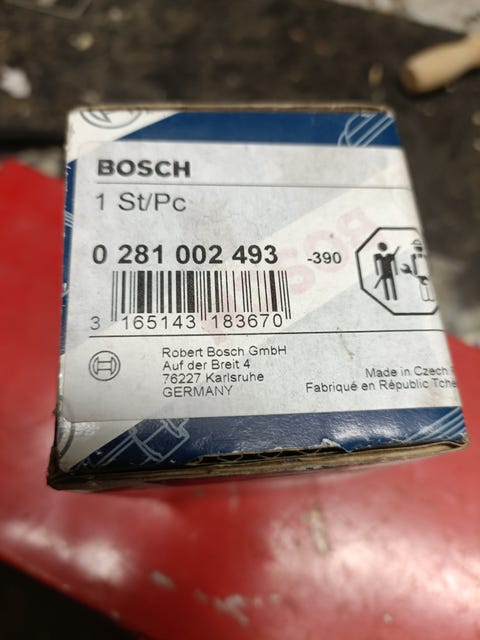 BOSCH
1 St/Pc
0 281 002 493 -390
3 165143 183670
Robert Bosch GmbH
Auf der Breit 4
76227 Karlsruhe
GERMANY
Made in Czech
Fabriqué en Républic